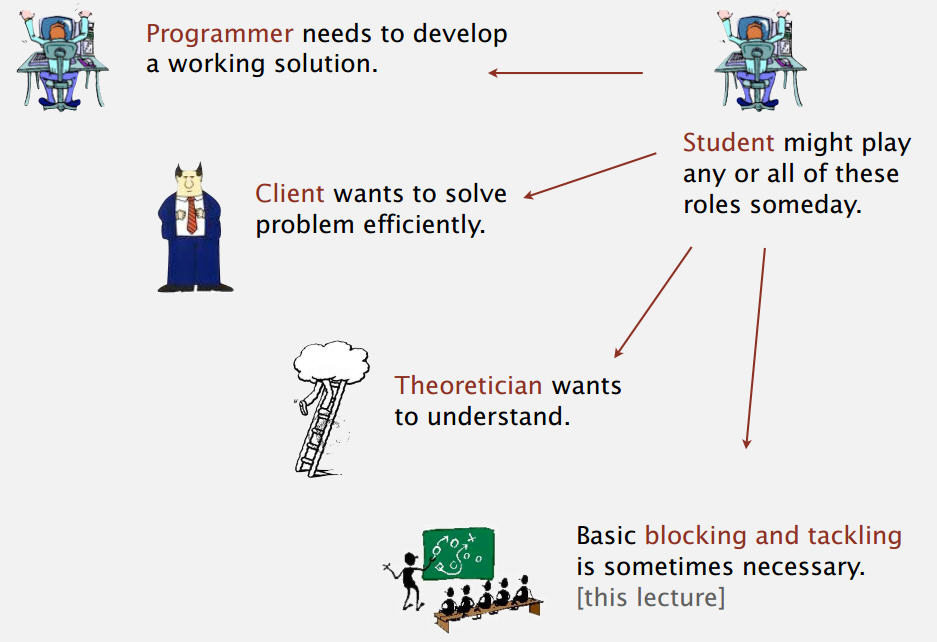 Programmer needs to develop
a working solution.
Student might play
any or all of these
roles someday.
Client wants to solve
problem efficiently.
Theoretician wants
to understand.
Basic blocking and tackling
is sometimes necessary.
[this lecture]